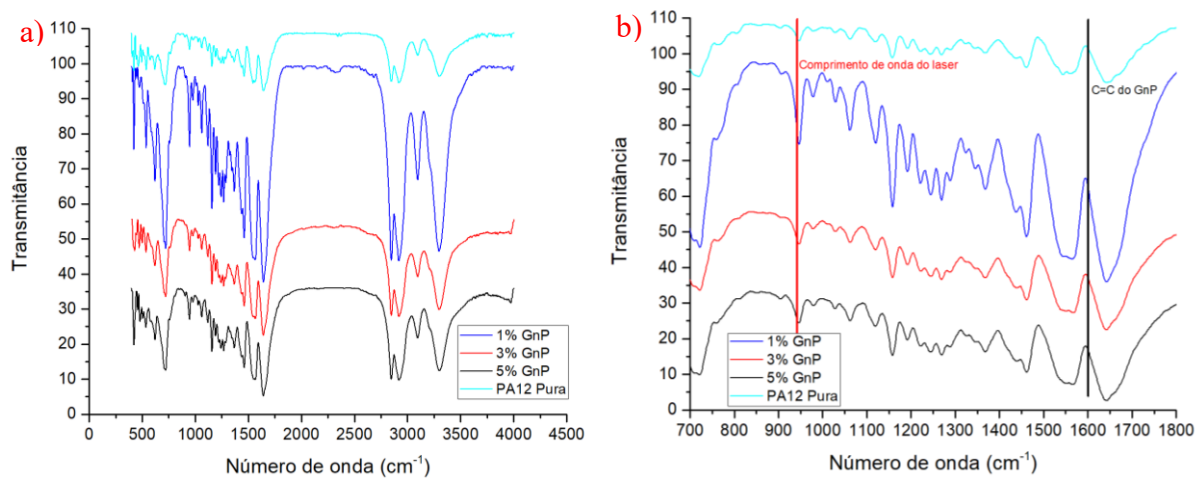 a)
Transmitância
110
100
90
80
70
60
50
40
30
20
10
0
0 500 1000 1500 2000 2500 3000 3500 4000 4500
Número de onda (cm⁻¹)
1% GnP
3% GnP
5% GnP
PA12 Pura
b)
Transmitância
110
100
90
80
70
60
50
40
30
20
10
0
700 900 1000 1100 1200 1300 1400 1500 1600 1700 1800
Número de onda (cm⁻¹)
Comprimento de onda do laser
C=C do GnP
1% GnP
3% GnP
5% GnP
PA12 Pura